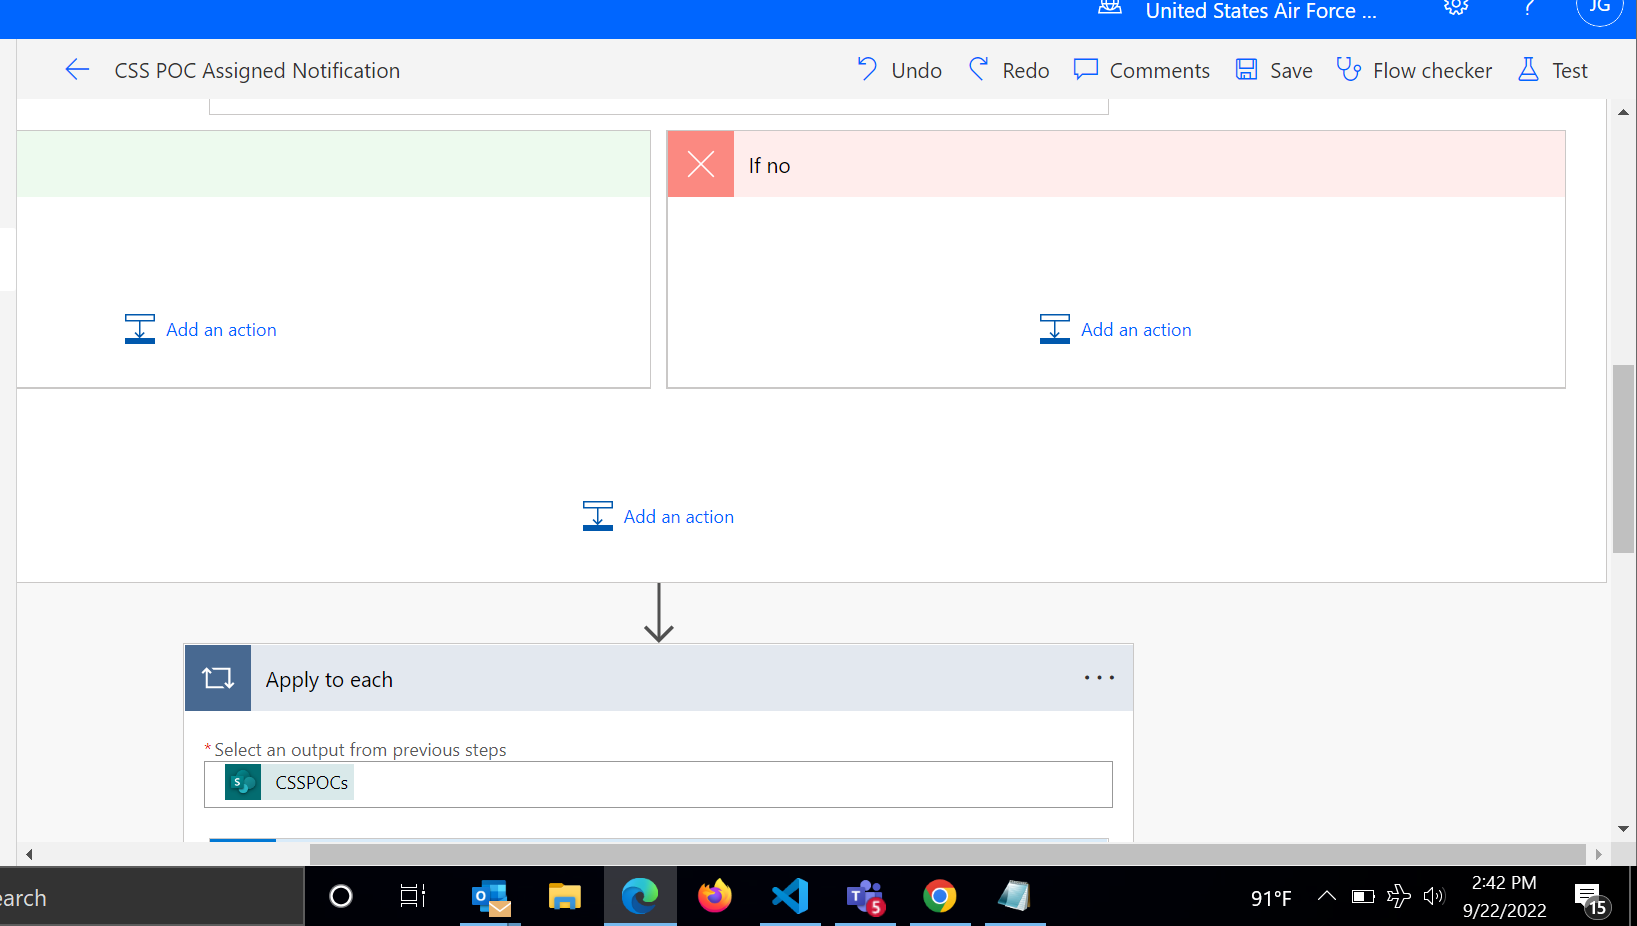 United States Air Force ...
?
JG
CSS POC Assigned Notification
Undo
Redo
Comments
Save
Flow checker
Test
If no
Add an action
Add an action
Add an action
Apply to each
...
*Select an output from previous steps
S
CSSPOCs
earch
O
T
5
91°F
2:42 PM
9/22/2022
15